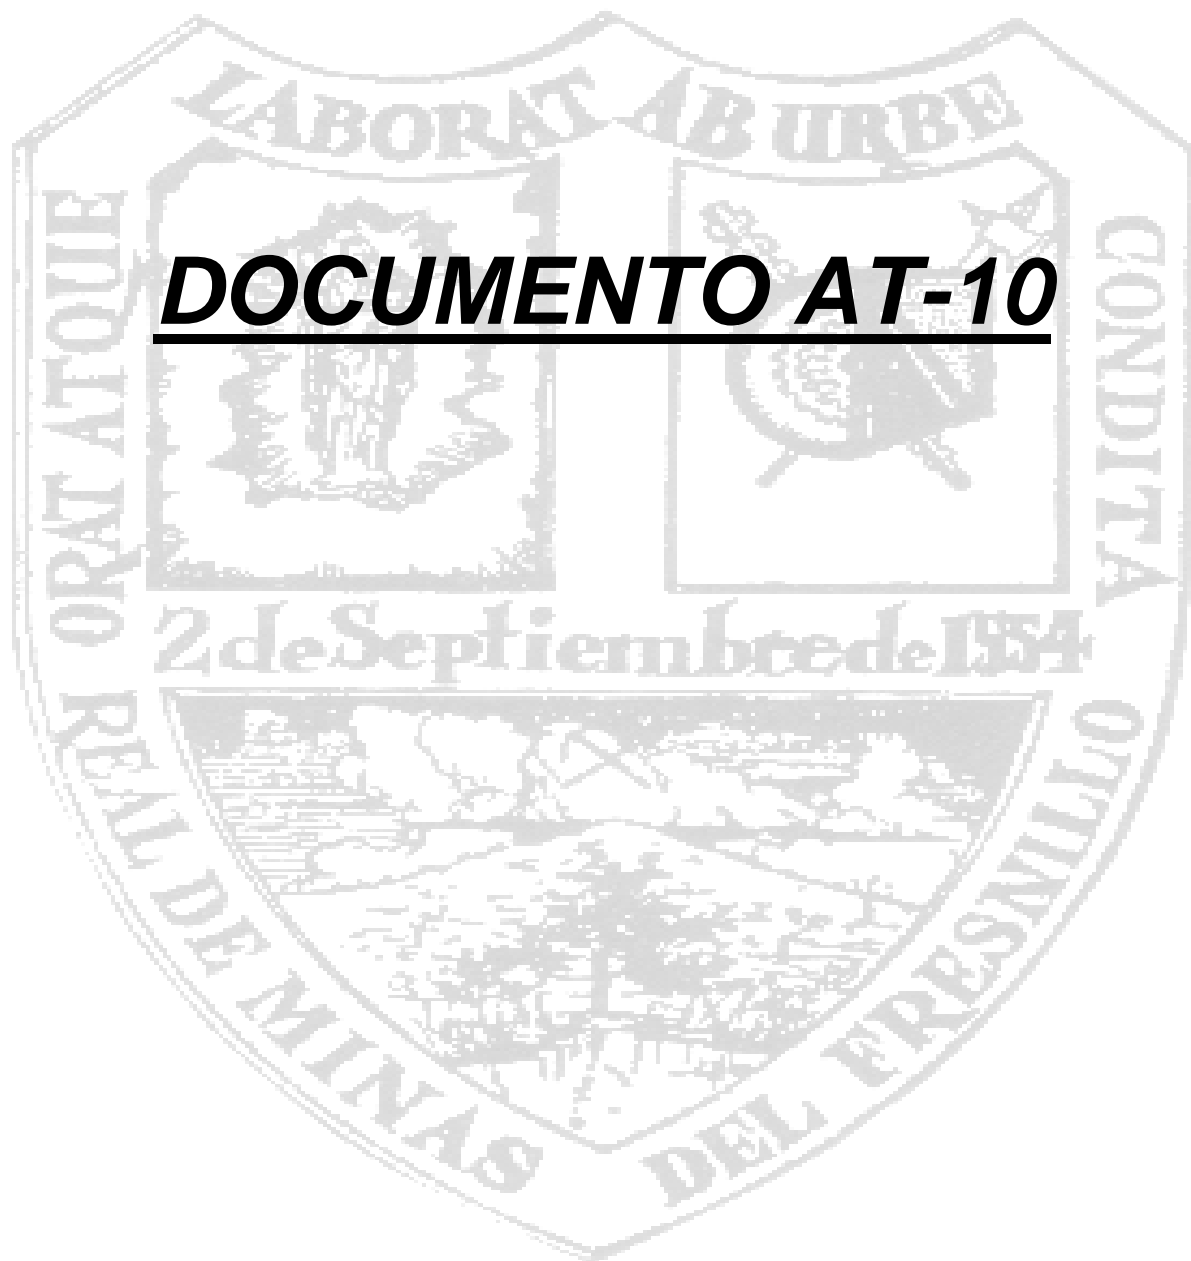 LABORAT AB URBE
CONDITA
ORAT ATQUE
DOCUMENTO AT-10
2 de Septiembre de 1554
REAL DE MINAS DEL FRESNILLO